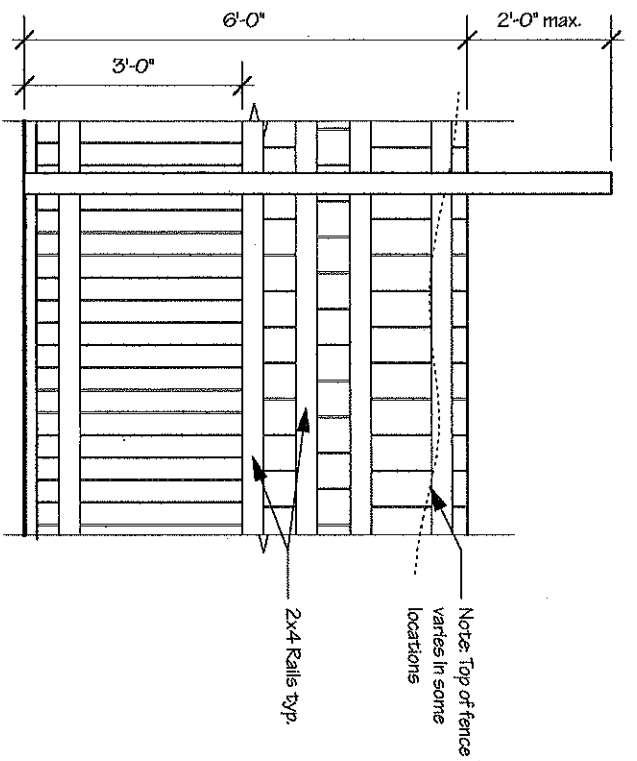 6'-0"
2'-0" max.
3'-0"
Note: Top of fence
varies in some
locations
2x4 Rails typ.